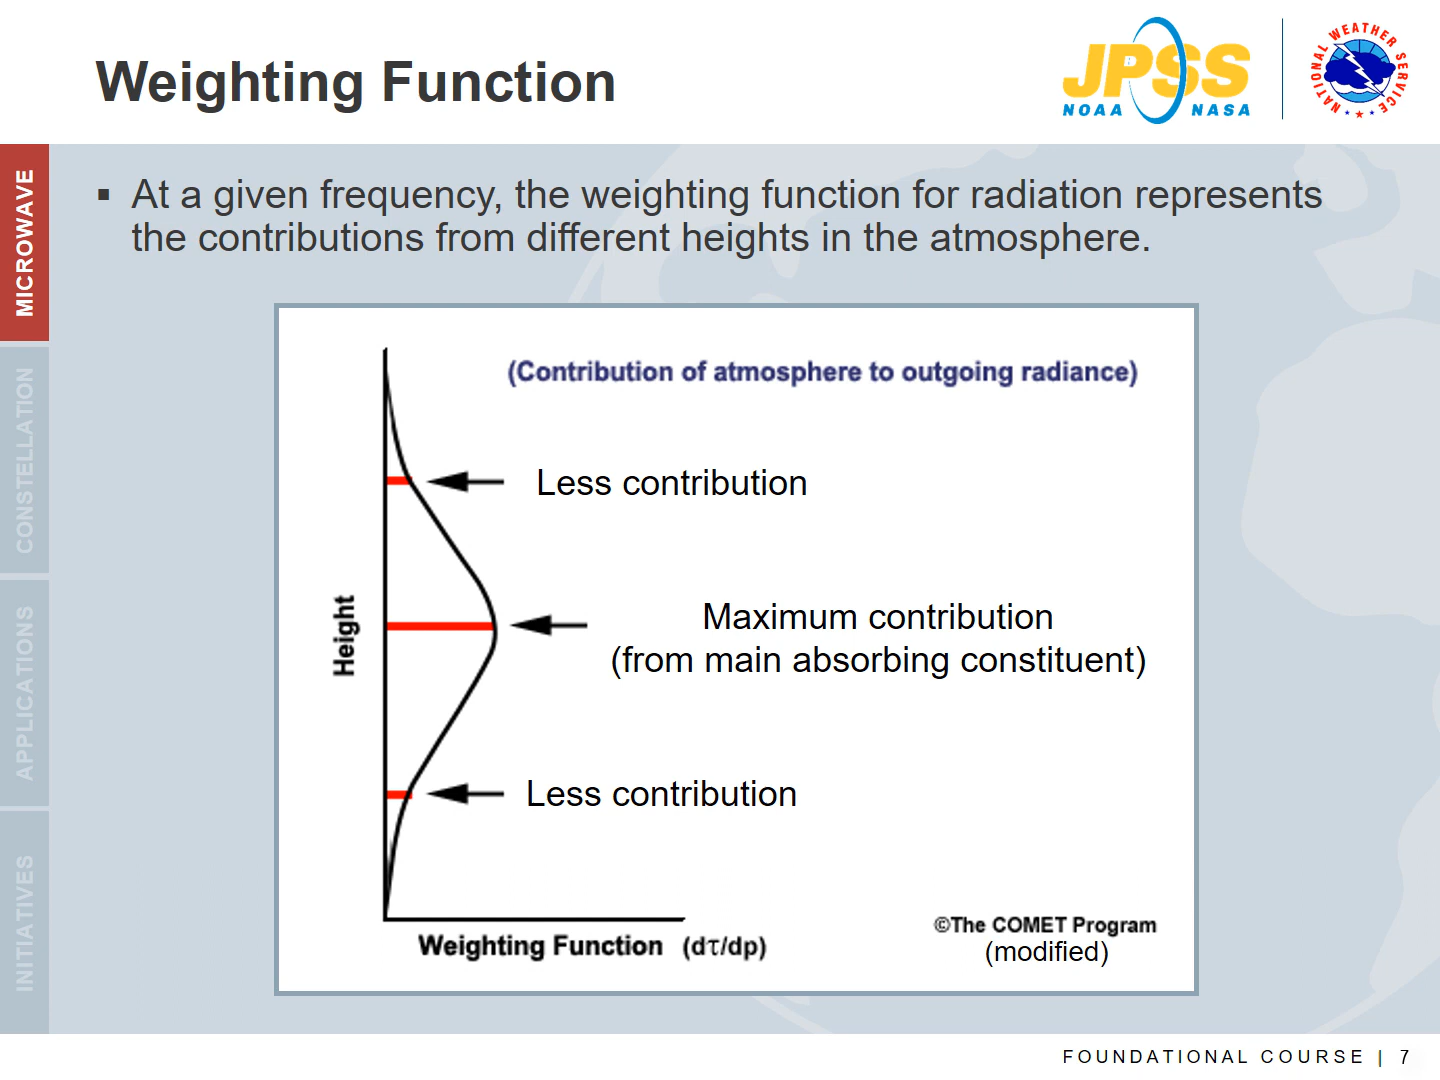 Weighting Function
JPSS
NOAA NASA
NATIONAL WEATHER SERVICE
MICROWAVE
CONSTELLATION
APPLICATIONS
INITIATIVES
▪ At a given frequency, the weighting function for radiation represents
the contributions from different heights in the atmosphere.
(Contribution of atmosphere to outgoing radiance)
Less contribution
Height
Maximum contribution
(from main absorbing constituent)
Less contribution
Weighting Function (dτ/dp)
©The COMET Program
(modified)
FOUNDATIONAL COURSE | 7